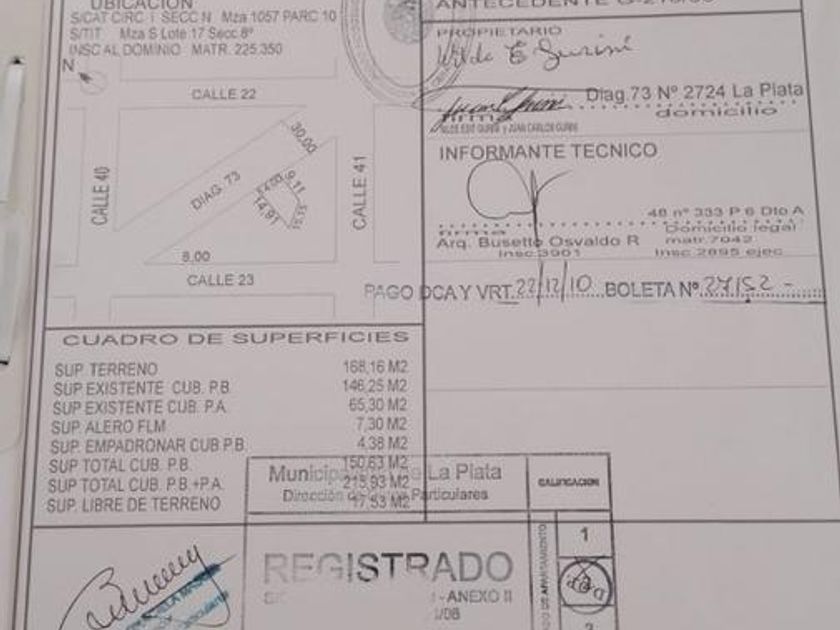 UBICACION
S/CAT CIRC I SECC N Mza 1057 PARC 10
S/TIT Mza S Lote 17 Secc 8º
INSC AL DOMINIO MATR. 225.350
N
CALLE 22
30,00
CALLE 40
DIAG. 73
9,11
14,91
CALLE 41
8,00
CALLE 23
ANTECEDENTE
PROPIETARIO
Diag.73 Nº 2724 La Plata
firma
domicilio
INFORMANTE TECNICO
48 nº 333 P 6 Dto A
firma
Domicilio legal
Arq. Busetto Osvaldo R
matr.7042
Insc 3901
Insc 2895 ejec
PAGO DCA Y VRT. 22/12/10 BOLETA Nº 27152 -
CUADRO DE SUPERFICIES
SUP. TERRENO 168,16 M2
SUP EXISTENTE CUB. P.B. 146,25 M2
SUP EXISTENTE CUB. P.A. 65,30 M2
SUP. ALERO FLM 7,30 M2
SUP. EMPADRONAR CUB P.B. 4,38 M2
SUP TOTAL CUB. P.B. 150,63 M2
SUP TOTAL CUB. P.B.+P.A. 215,93 M2
SUP. LIBRE DE TERRENO 17,53 M2
La Plata
Particulares
CALIFICACION
REGISTRADO
- ANEXO II
1